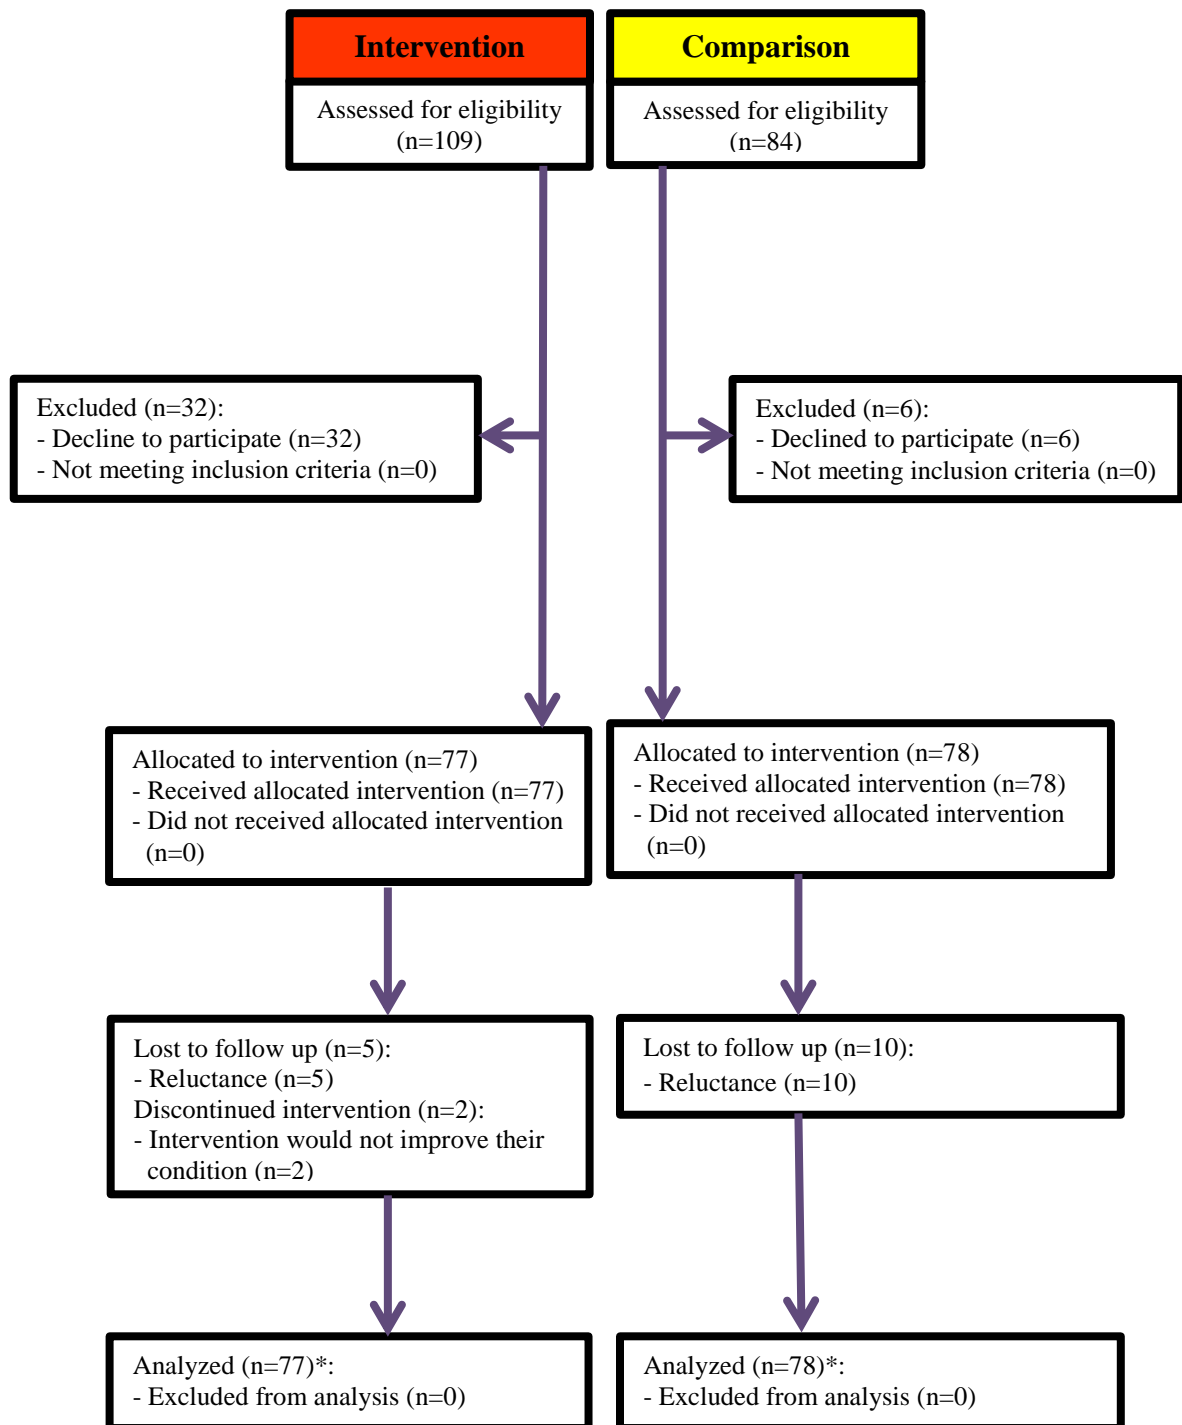 Intervention
Comparison
Assessed for eligibility
(n=109)
Assessed for eligibility
(n=84)
Excluded (n=32):
- Decline to participate (n=32)
- Not meeting inclusion criteria (n=0)
Excluded (n=6):
- Declined to participate (n=6)
- Not meeting inclusion criteria (n=0)
Allocated to intervention (n=77)
- Received allocated intervention (n=77)
- Did not received allocated intervention
(n=0)
Allocated to intervention (n=78)
- Received allocated intervention (n=78)
- Did not received allocated intervention
(n=0)
Lost to follow up (n=5):
- Reluctance (n=5)
Discontinued intervention (n=2):
- Intervention would not improve their
condition (n=2)
Lost to follow up (n=10):
- Reluctance (n=10)
Analyzed (n=77)*:
- Excluded from analysis (n=0)
Analyzed (n=78)*:
- Excluded from analysis (n=0)